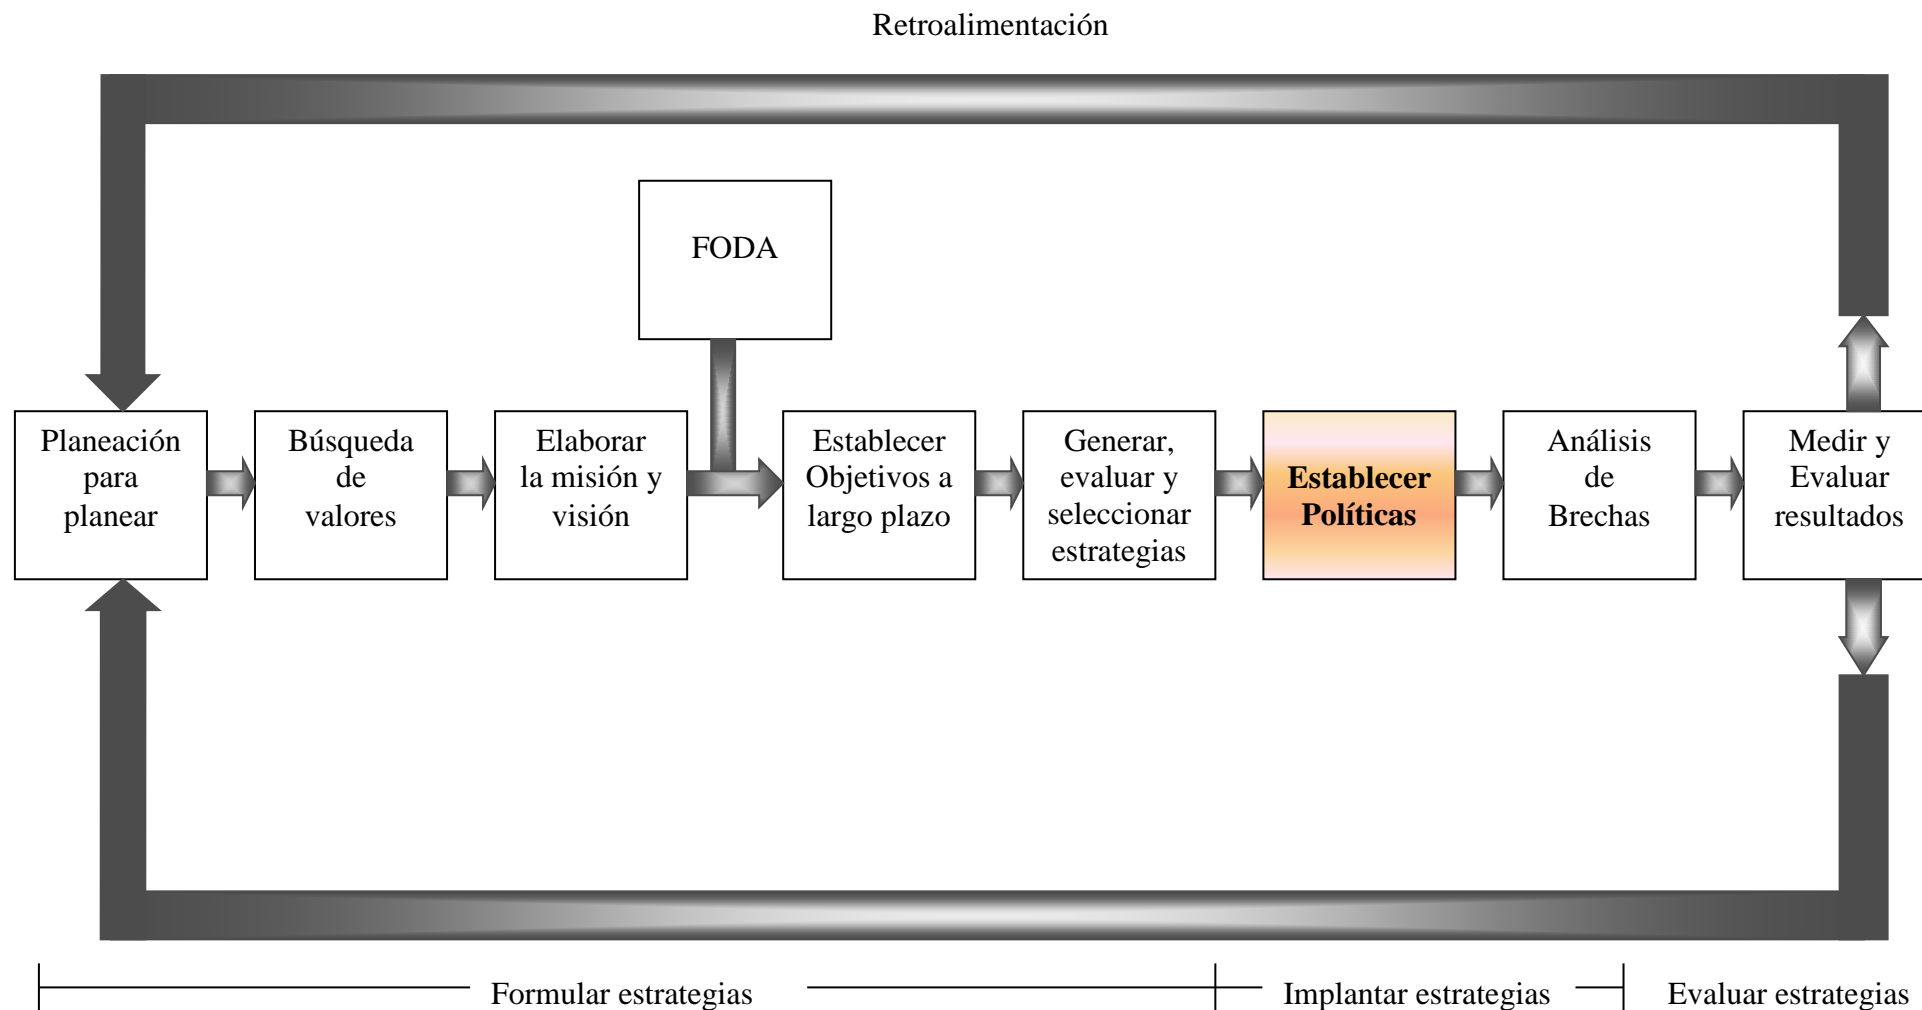 Retroalimentación
FODA
Planeación
para
planear
Búsqueda
de
valores
Elaborar
la misión y
visión
Establecer
Objetivos a
largo plazo
Generar,
evaluar y
seleccionar
estrategias
Establecer
Políticas
Análisis
de
Brechas
Medir y
Evaluar
resultados
Formular estrategias
Implantar estrategias
Evaluar estrategias